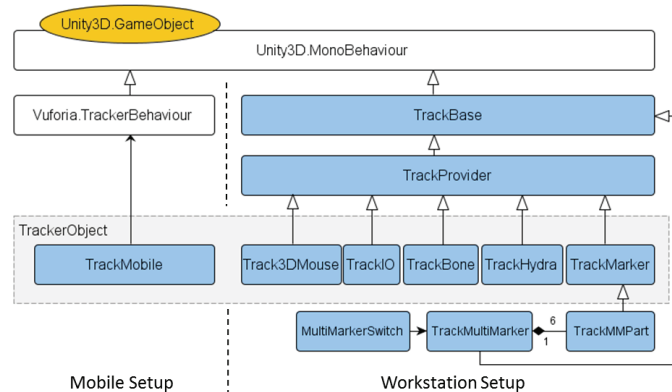 Unity3D.GameObject
Unity3D.MonoBehaviour
Vuforia.TrackerBehaviour
TrackBase
TrackProvider
TrackerObject
TrackMobile
Track3DMouse
TrackIO
TrackBone
TrackHydra
TrackMarker
MultiMarkerSwitch
TrackMultiMarker
6
1
TrackMMPart
Mobile Setup
Workstation Setup